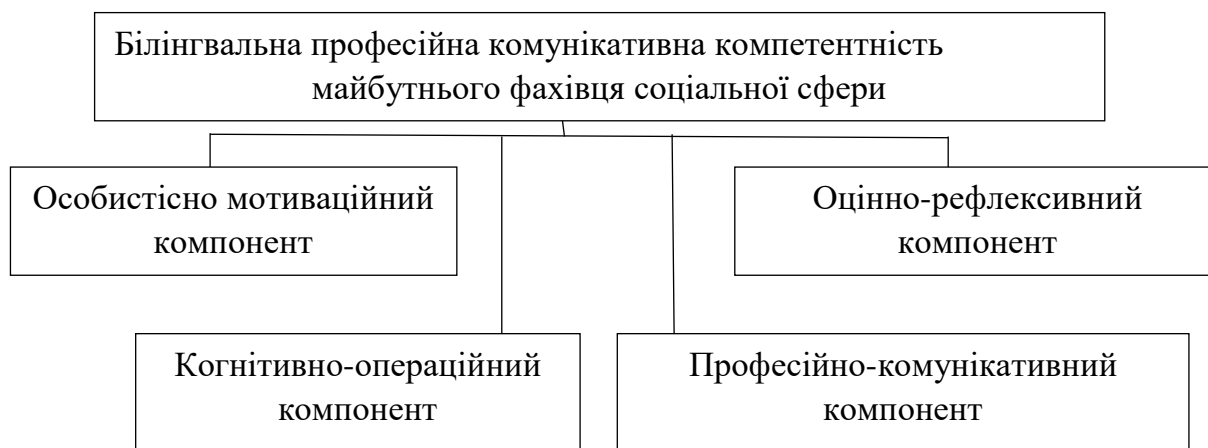 Білінгвальна професійна комунікативна компетентність
майбутнього фахівця соціальної сфери
Особистісно мотиваційний
компонент
Оцінно-рефлексивний
компонент
Когнітивно-операційний
компонент
Професійно-комунікативний
компонент